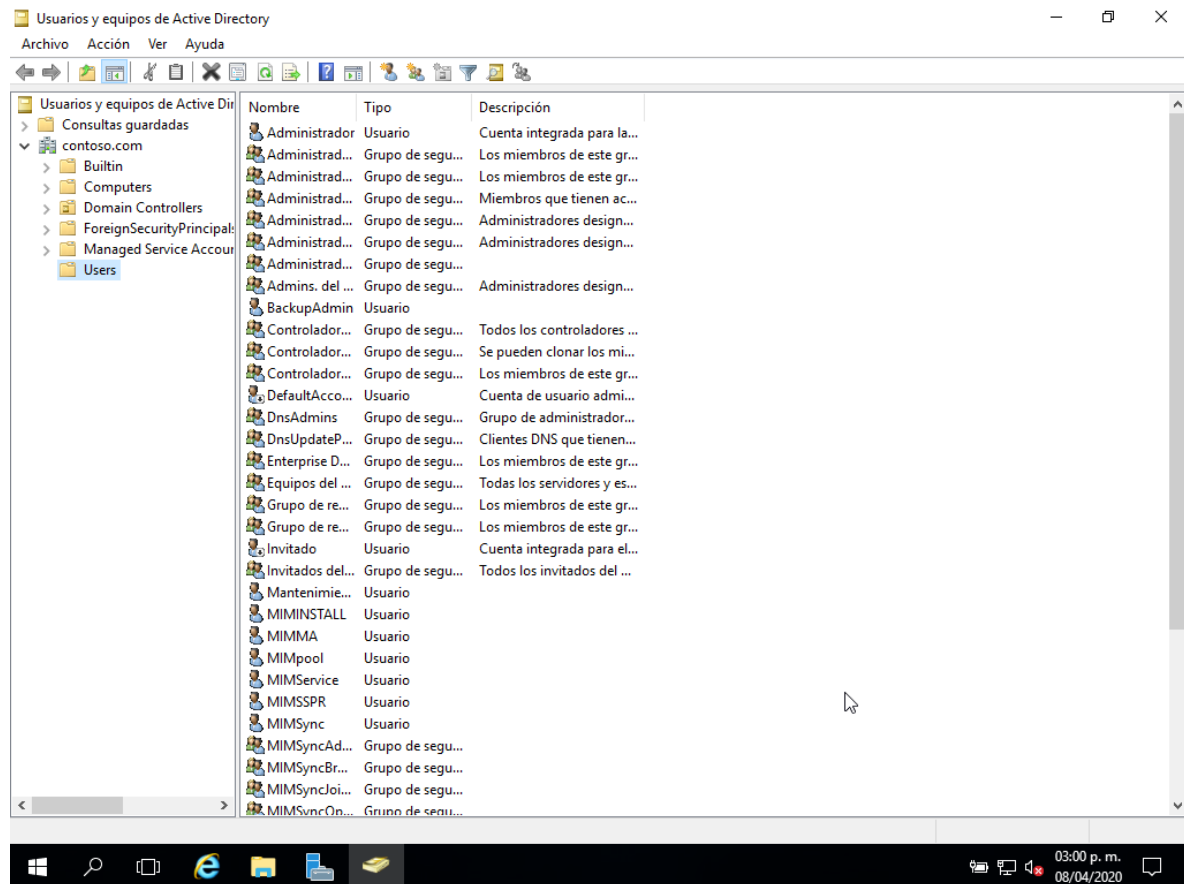 Usuarios y equipos de Active Directory
Archivo Acción Ver Ayuda
Usuarios y equipos de Active Dir
Consultas guardadas
contoso.com
Builtin
Computers
Domain Controllers
ForeignSecurityPrincipals
Managed Service Accour
Users
Nombre Tipo Descripción
Administrador Usuario Cuenta integrada para la...
Administrad... Grupo de segu... Los miembros de este gr...
Administrad... Grupo de segu... Los miembros de este gr...
Administrad... Grupo de segu... Miembros que tienen ac...
Administrad... Grupo de segu... Administradores design...
Administrad... Grupo de segu... Administradores design...
Administrad... Grupo de segu...
Admins. del ... Grupo de segu... Administradores design...
BackupAdmin Usuario
Controlador... Grupo de segu... Todos los controladores ...
Controlador... Grupo de segu... Se pueden clonar los mi...
Controlador... Grupo de segu... Los miembros de este gr...
DefaultAcco... Usuario Cuenta de usuario admi...
DnsAdmins Grupo de segu... Grupo de administrador...
DnsUpdateP... Grupo de segu... Clientes DNS que tienen...
Enterprise D... Grupo de segu... Los miembros de este gr...
Equipos del ... Grupo de segu... Todas los servidores y es...
Grupo de re... Grupo de segu... Los miembros de este gr...
Grupo de re... Grupo de segu... Los miembros de este gr...
Invitado Usuario Cuenta integrada para el...
Invitados del... Grupo de segu... Todos los invitados del ...
Mantenimie... Usuario
MIMINSTALL Usuario
MIMMA Usuario
MIMpool Usuario
MIMService Usuario
MIMSSPR Usuario
MIMSync Usuario
MIMSyncAd... Grupo de segu...
MIMSyncBr... Grupo de segu...
MIMSyncJoi... Grupo de segu...
MIMSyncOp... Grupo de segu...
03:00 p. m.
08/04/2020